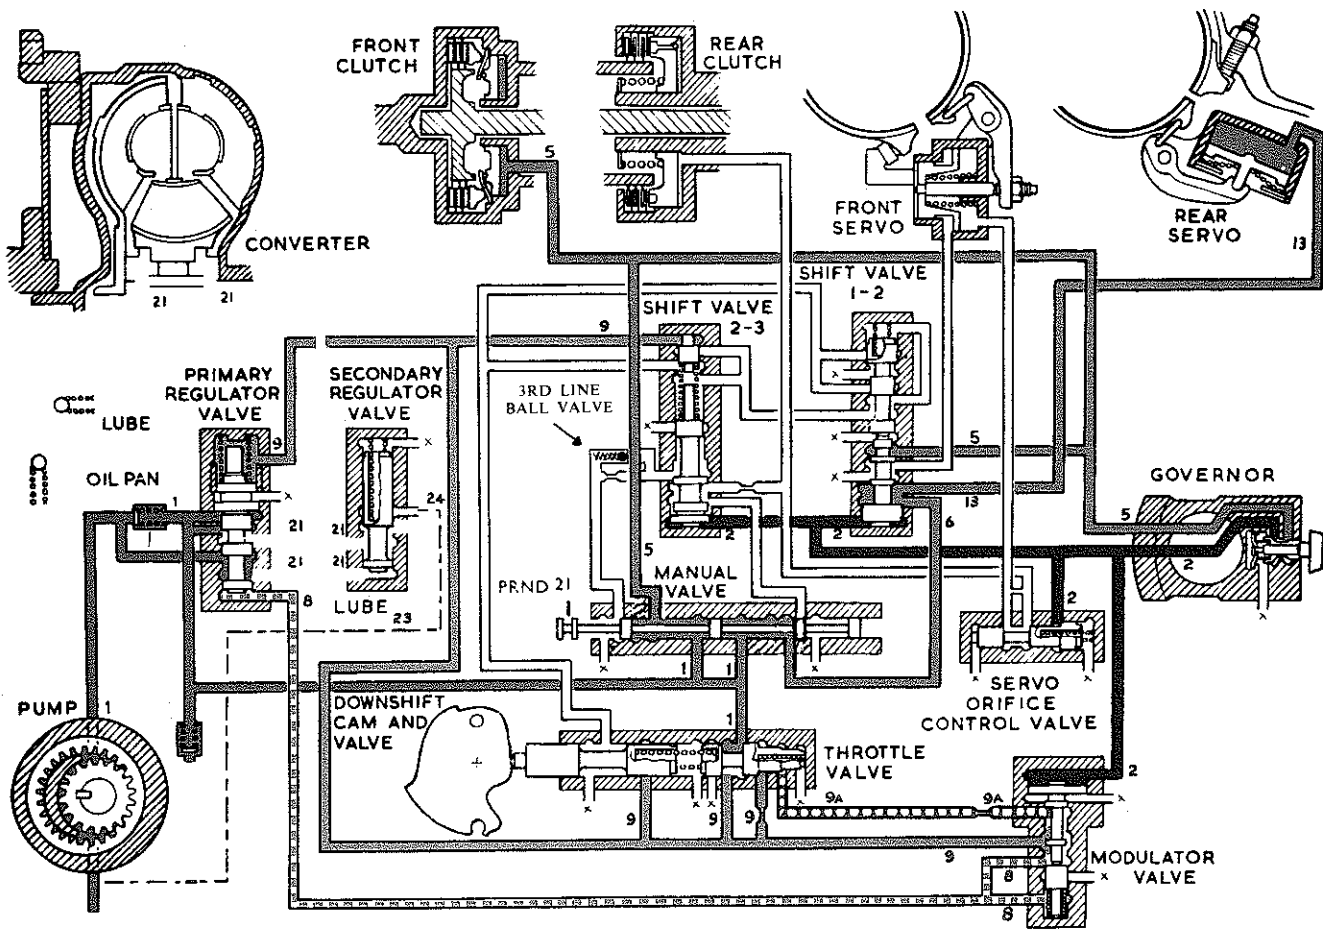 FRONT
CLUTCH
REAR
CLUTCH
5
FRONT
SERVO
REAR
SERVO
13
CONVERTER
21
21
SHIFT VALVE
1-2
SHIFT VALVE
2-3
9
PRIMARY
REGULATOR
VALVE
SECONDARY
REGULATOR
VALVE
3RD LINE
BALL VALVE
x
LUBE
9
x
x
x
x
x
5
GOVERNOR
OIL PAN
1
x
24
13
6
5
21
21
2
2
21
21
5
2
8
LUBE
23
PRND 21
MANUAL
VALVE
2
x
x
x
x
x
1
1
SERVO
ORIFICE
CONTROL VALVE
PUMP
1
DOWNSHIFT
CAM AND
VALVE
1
THROTTLE
VALVE
2
x
x
x
x
x
9A
9A
9
9
9
9
MODULATOR
VALVE
x
8
8